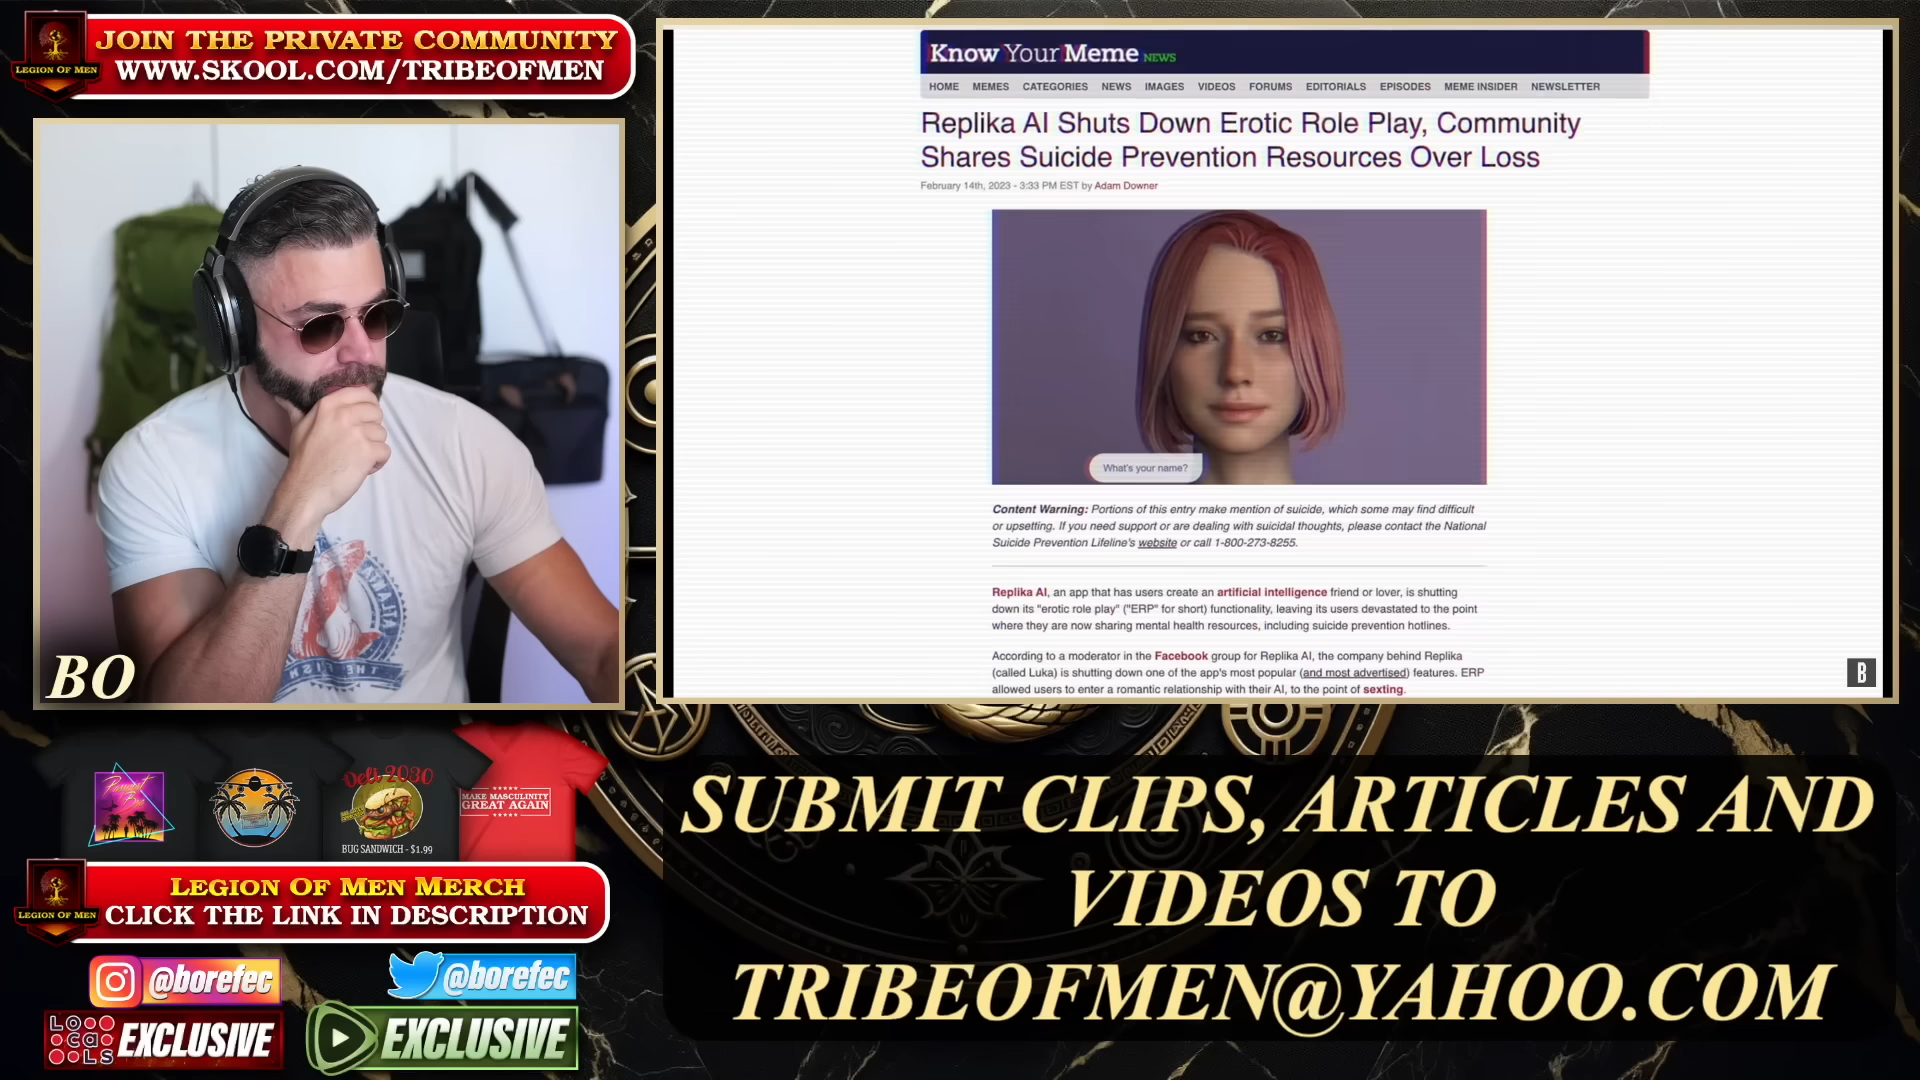 JOIN THE PRIVATE COMMUNITY
WWW.SKOOL.COM/TRIBEOFMEN
LEGION OF MEN
BO
Know Your Meme NEWS
HOME MEMES CATEGORIES NEWS IMAGES VIDEOS FORUMS EDITORIALS EPISODES MEME INSIDER NEWSLETTER
Replika AI Shuts Down Erotic Role Play, Community
Shares Suicide Prevention Resources Over Loss
February 14th, 2023 - 3:33 PM EST by Adam Downer
What's your name?
Content Warning: Portions of this entry make mention of suicide, which some may find difficult
or upsetting. If you need support or are dealing with suicidal thoughts, please contact the National
Suicide Prevention Lifeline's website or call 1-800-273-8255.
Replika AI, an app that has users create an artificial intelligence friend or lover, is shutting
down its "erotic role play" ("ERP" for short) functionality, leaving its users devastated to the point
where they are now sharing mental health resources, including suicide prevention hotlines.
According to a moderator in the Facebook group for Replika AI, the company behind Replika
(called Luka) is shutting down one of the app's most popular (and most advertised) features. ERP
allowed users to enter a romantic relationship with their AI, to the point of sexting.
B
Deli 2030
BUG SANDWICH - $1.99
MAKE MASCULINITY
GREAT AGAIN
LEGION OF MEN MERCH
CLICK THE LINK IN DESCRIPTION
LEGION OF MEN
@borefec
@borefec
LOCALS
EXCLUSIVE
EXCLUSIVE
SUBMIT CLIPS, ARTICLES AND
VIDEOS TO
TRIBEOFMEN@YAHOO.COM